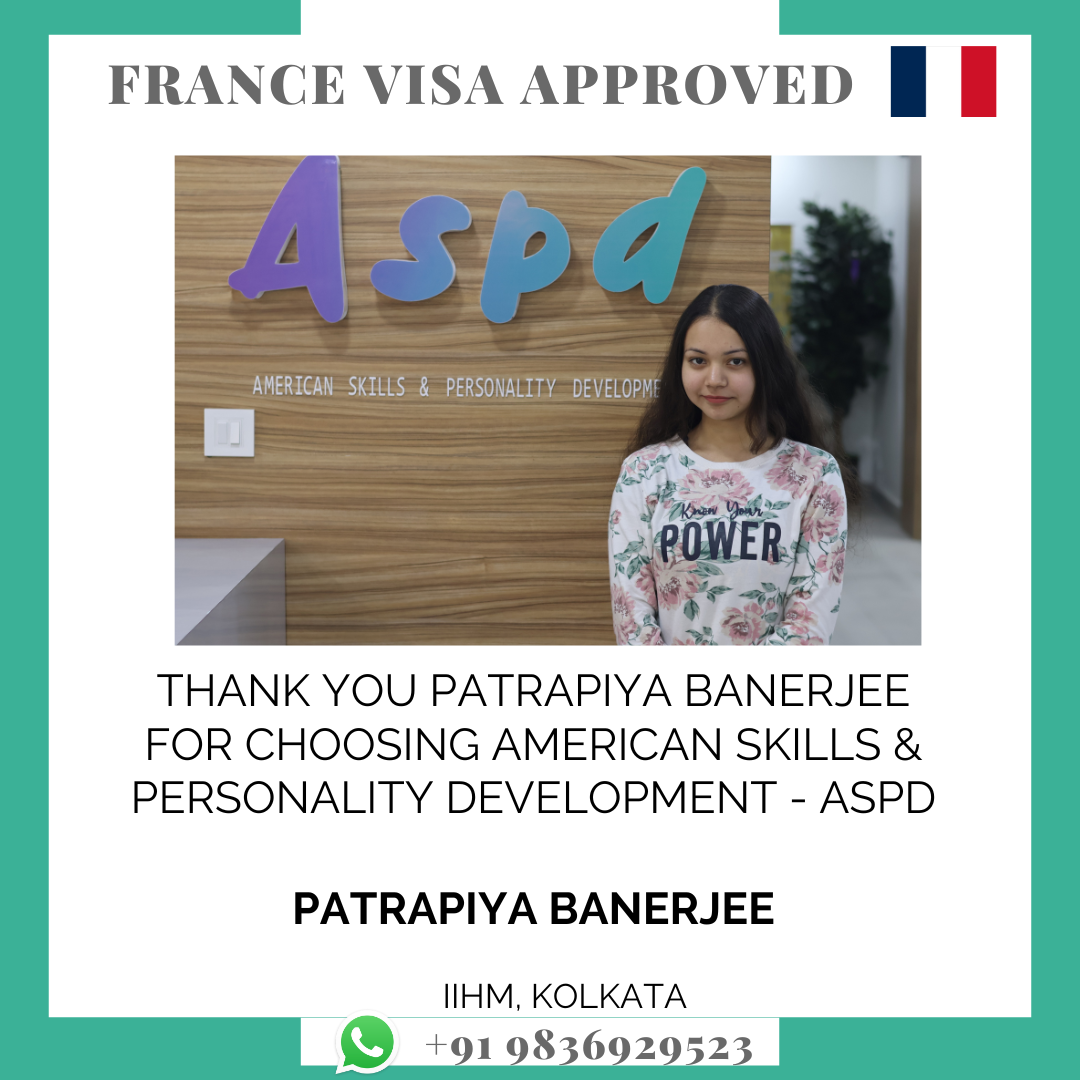 FRANCE VISA APPROVED
Aspd
AMERICAN SKILLS & PERSONALITY DEVELOPME
Know Your
POWER
THANK YOU PATRAPIYA BANERJEE
FOR CHOOSING AMERICAN SKILLS &
PERSONALITY DEVELOPMENT - ASPD
PATRAPIYA BANERJEE
IIHM, KOLKATA
+91 9836929523